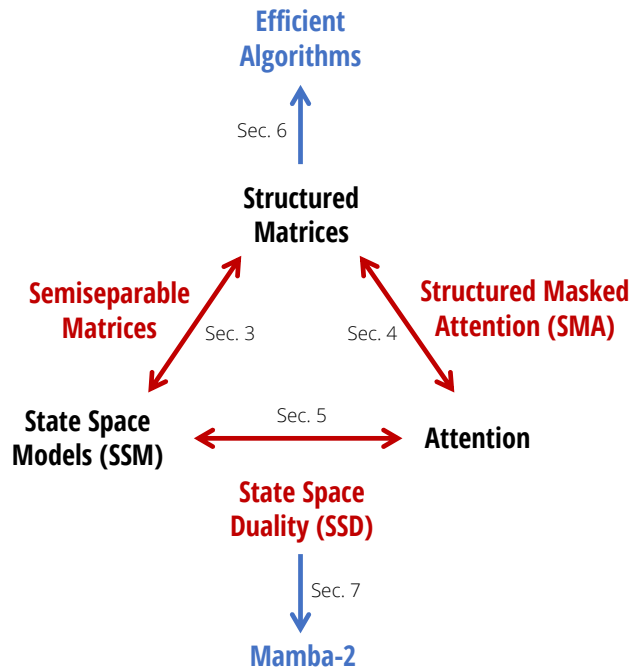 Efficient
Algorithms
Sec. 6
Structured
Matrices
Semiseparable
Matrices
Sec. 3
Sec. 4
Structured Masked
Attention (SMA)
State Space
Models (SSM)
Sec. 5
Attention
State Space
Duality (SSD)
Sec. 7
Mamba-2